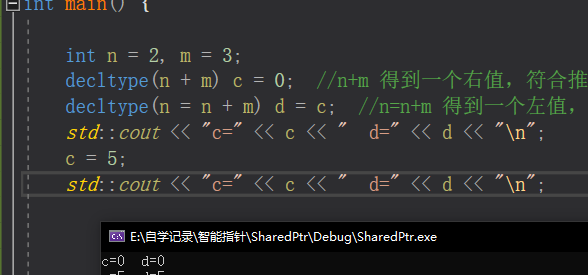 int main() {
int n = 2, m = 3;
decltype(n + m) c = 0;  //n+m 得到一个右值，符合推
decltype(n = n + m) d = c;  //n=n+m 得到一个左值，
std::cout << "c=" << c << "  d=" << d << "\n";
c = 5;
std::cout << "c=" << c << "  d=" << d << "\n";
E:\自学记录\智能指针\SharedPtr\Debug\SharedPtr.exe
c=0  d=0